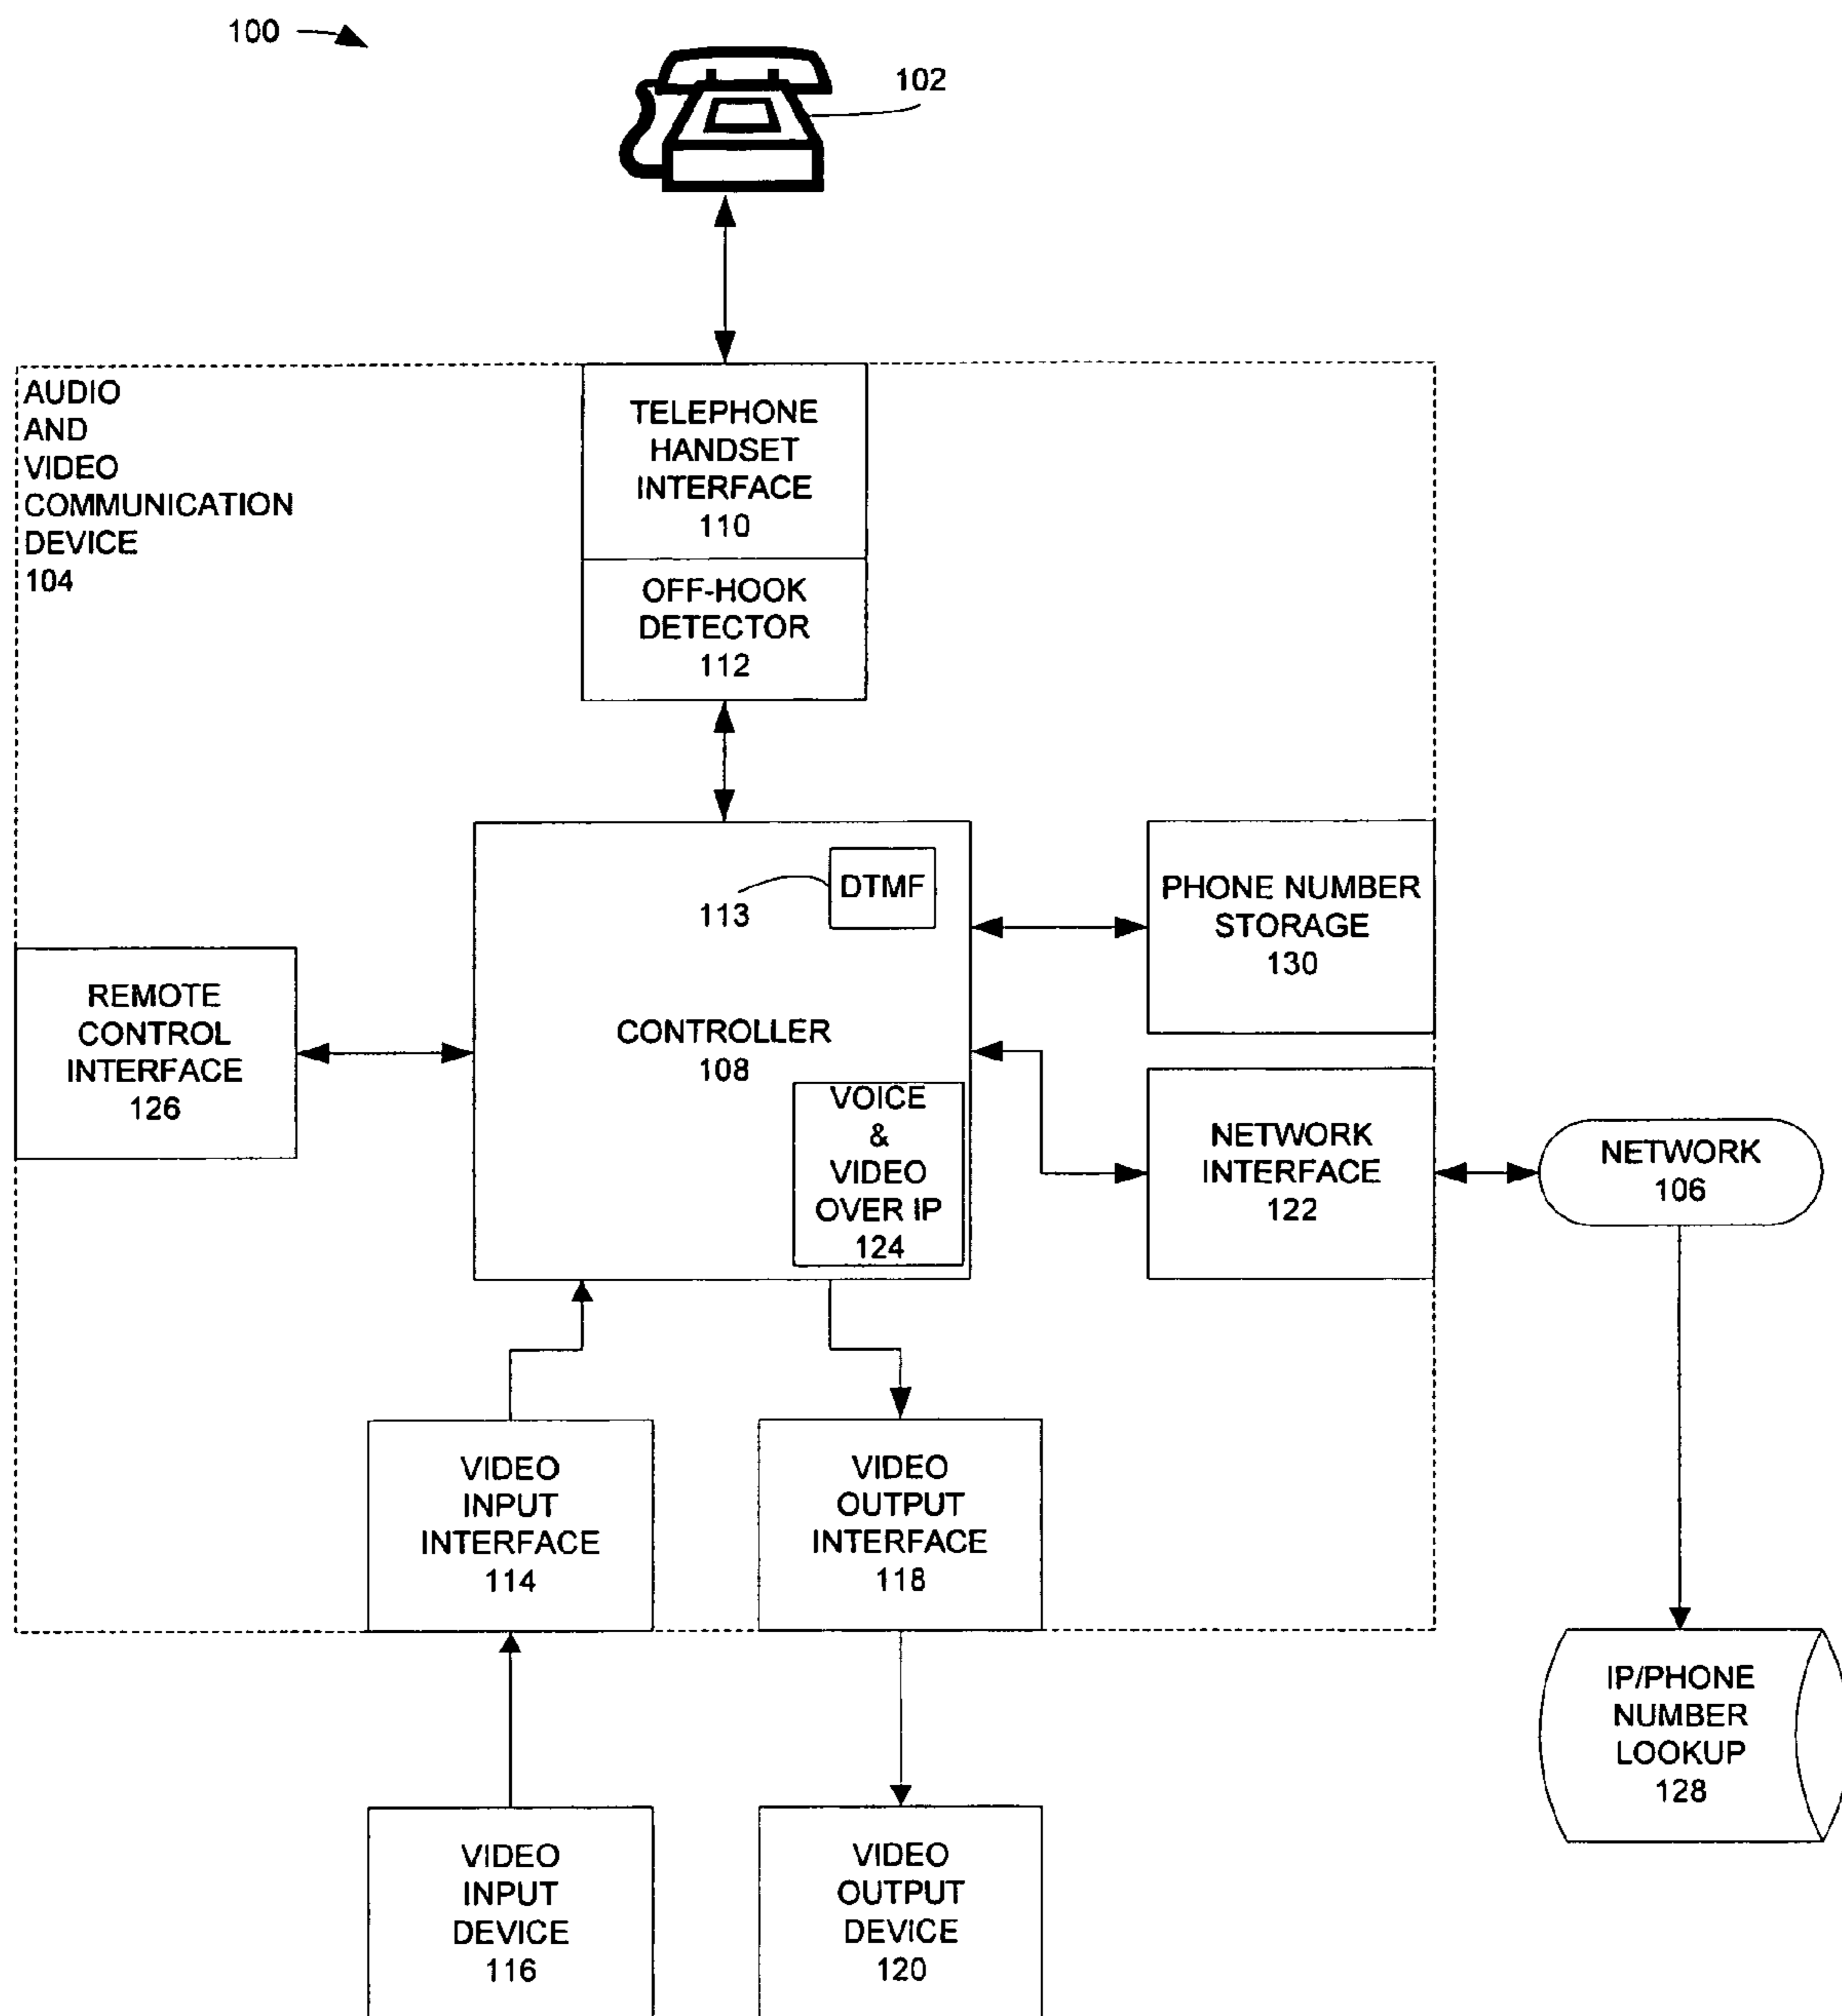 100
102
AUDIO
AND
VIDEO
COMMUNICATION
DEVICE
104
TELEPHONE
HANDSET
INTERFACE
110
OFF-HOOK
DETECTOR
112
113
DTMF
CONTROLLER
108
VOICE
&
VIDEO
OVER IP
124
PHONE NUMBER
STORAGE
130
REMOTE
CONTROL
INTERFACE
126
NETWORK
INTERFACE
122
NETWORK
106
VIDEO
INPUT
INTERFACE
114
VIDEO
OUTPUT
INTERFACE
118
IP/PHONE
NUMBER
LOOKUP
128
VIDEO
INPUT
DEVICE
116
VIDEO
OUTPUT
DEVICE
120